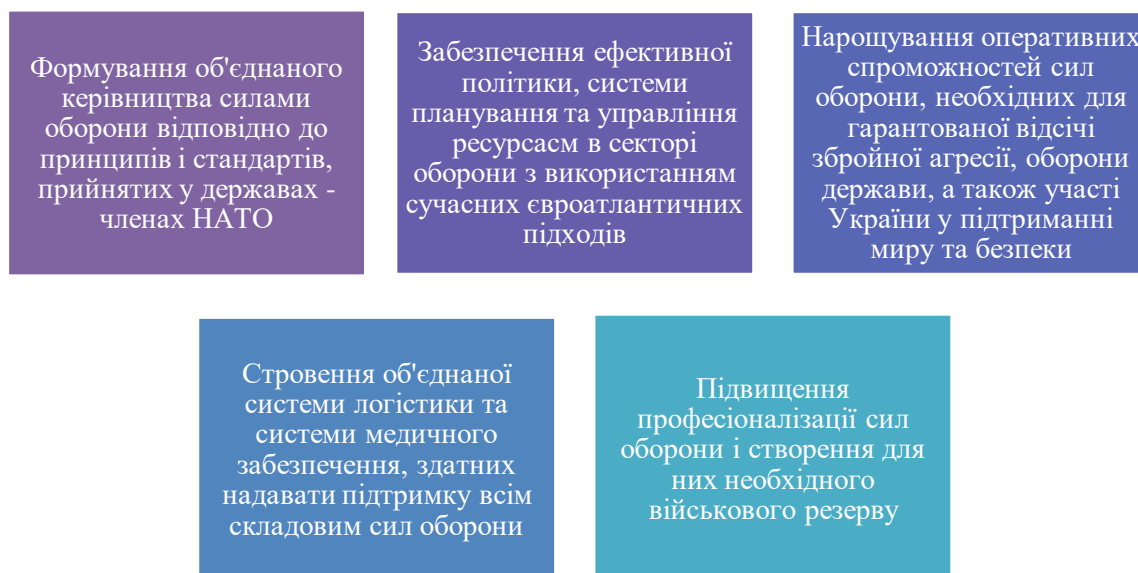 Формування об'єднаного
керівництва силами
оборони відповідно до
принципів і стандартів,
прийнятих у державах -
членах НАТО
Забезпечення ефективної
політики, системи
планування та управління
ресурсасм в секторі
оборони з використанням
сучасних євроатлантичних
підходів
Нарощування оперативних
спроможностей сил
оборони, необхідних для
гарантованої відсічі
збройної агресії, оборони
держави, а також участі
України у підтриманні
миру та безпеки
Стровення об'єднаної
системи логістики та
системи медичного
забезпечення, здатних
надавати підтримку всім
складовим сил оборони
Підвищення
професіоналізації сил
оборони і створення для
них необхідного
військового резерву